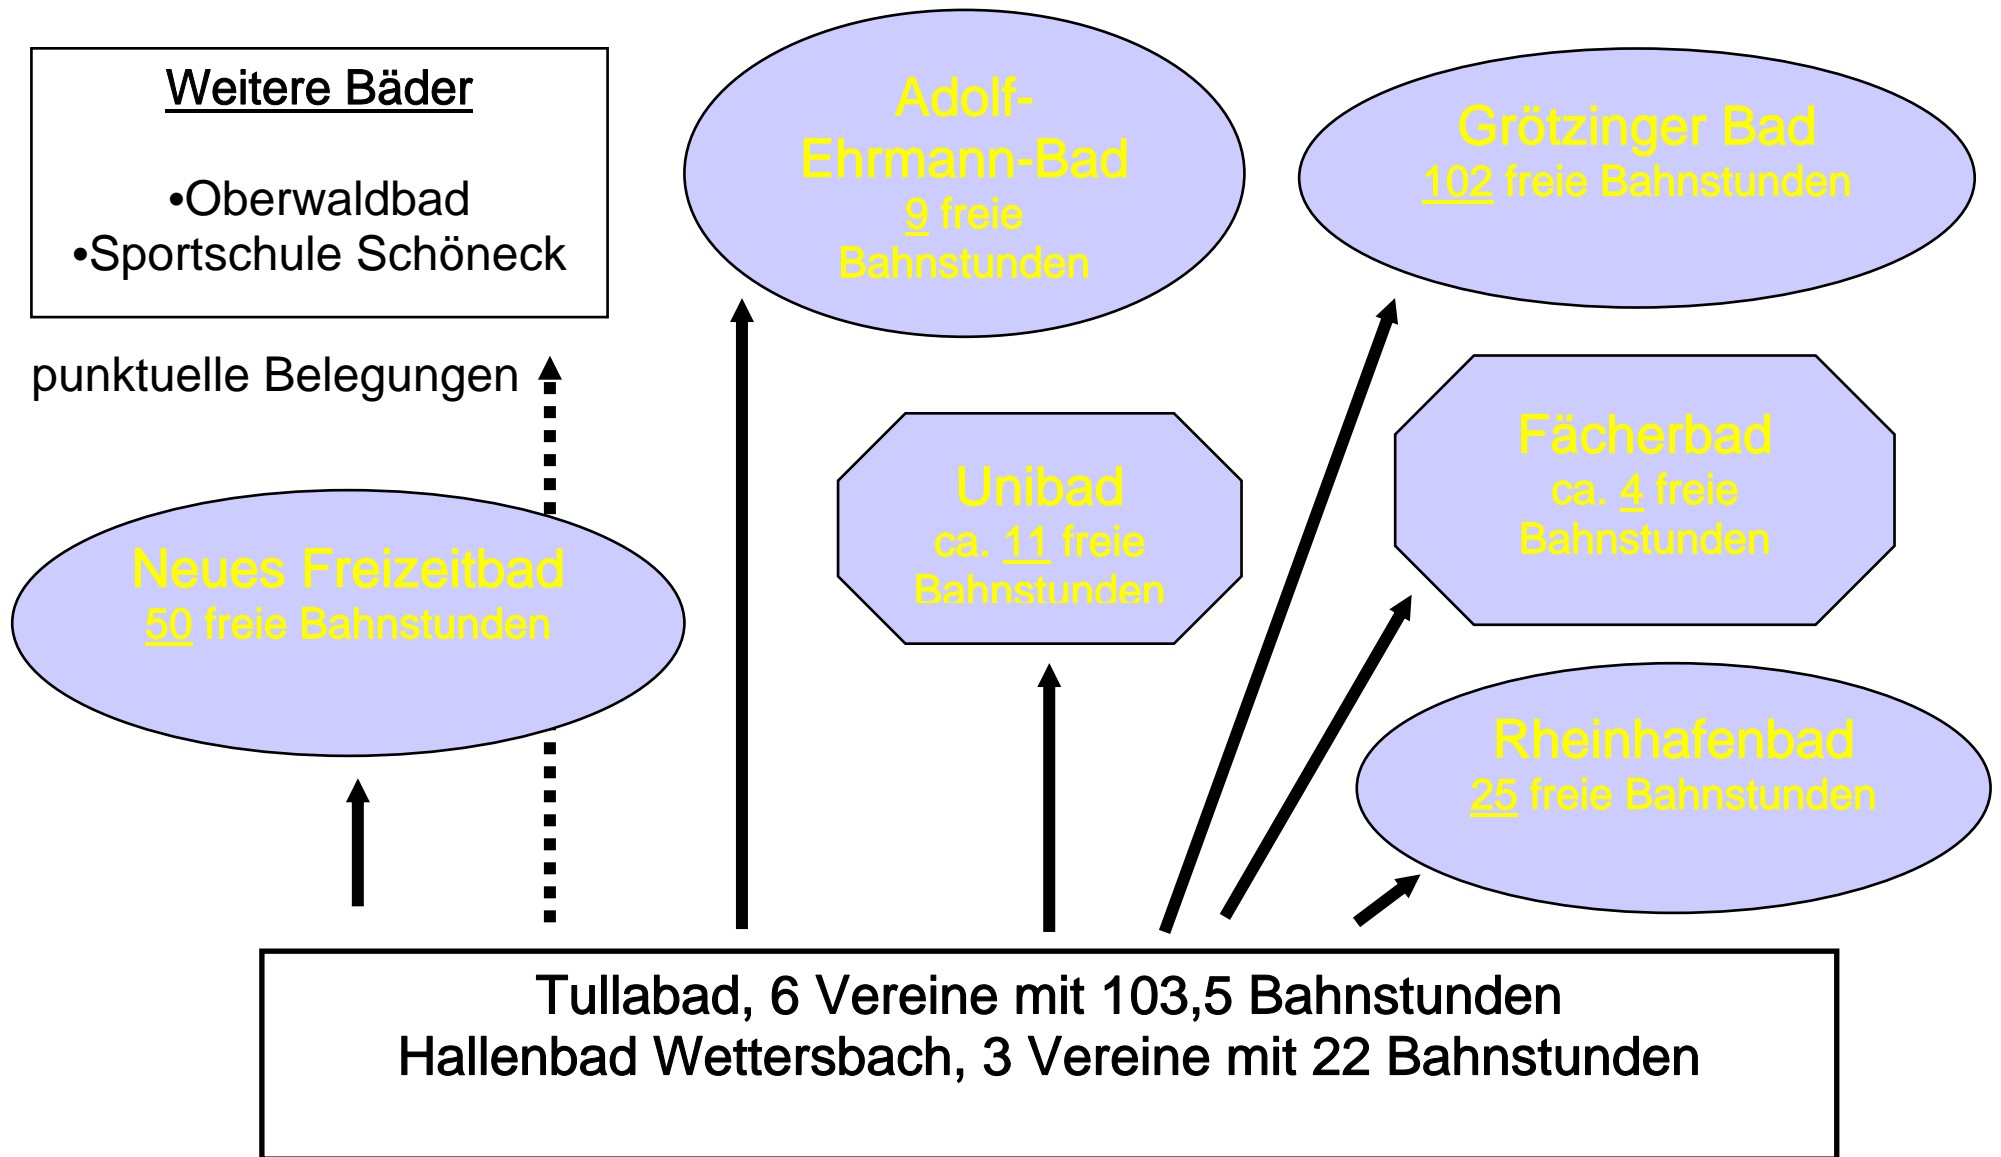 Weitere Bäder
•Oberwaldbad
•Sportschule Schöneck
punktuelle Belegungen
Adolf-
Ehrmann-Bad
9 freie
Bahnstunden
Grötzinger Bad
102 freie Bahnstunden
Neues Freizeitbad
50 freie Bahnstunden
Unibad
ca. 11 freie
Bahnstunden
Fächerbad
ca. 4 freie
Bahnstunden
Rheinhafenbad
25 freie Bahnstunden
Tullabad, 6 Vereine mit 103,5 Bahnstunden
Hallenbad Wettersbach, 3 Vereine mit 22 Bahnstunden